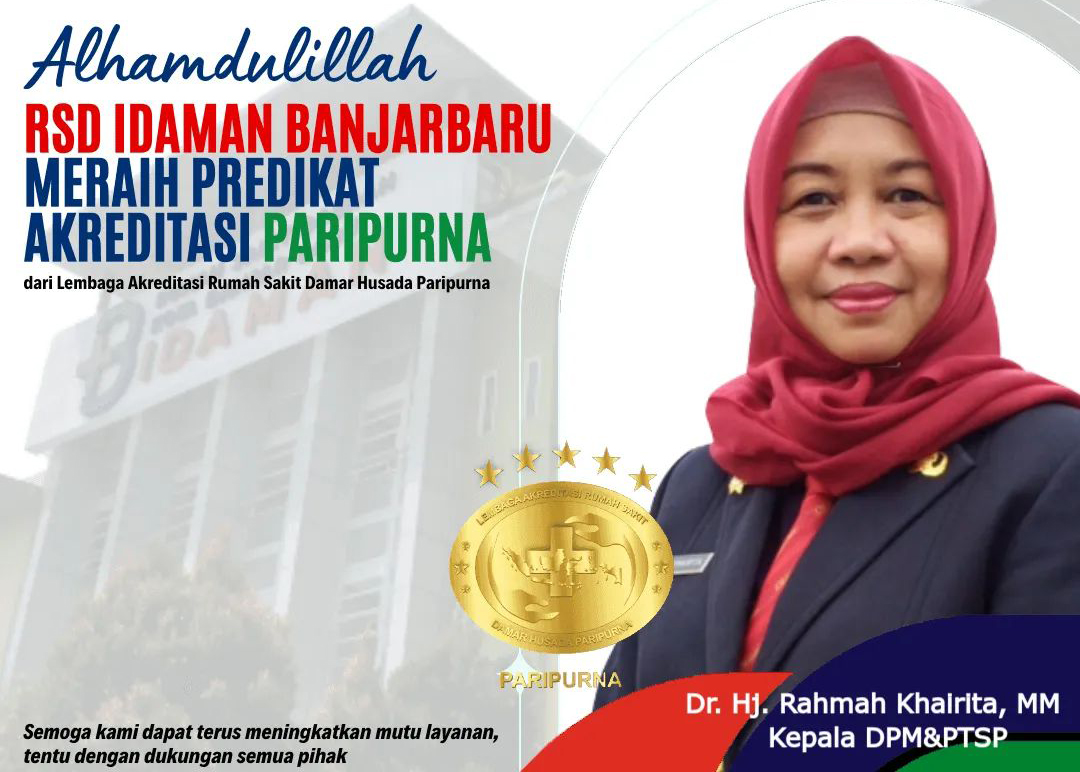 Alhamdulillah
RSD IDAMAN BANJARBARU
MERAIH PREDIKAT
AKREDITASI PARIPURNA
dari Lembaga Akreditasi Rumah Sakit Damar Husada Paripurna
IDAMAN
LEMBAGA AKREDITASI RUMAH SAKIT
DAMAR HUSADA PARIPURNA
PARIPURNA
Dr. Hj. Rahmah Khairita, MM
Kepala DPM&PTSP
Semoga kami dapat terus meningkatkan mutu layanan,
tentu dengan dukungan semua pihak